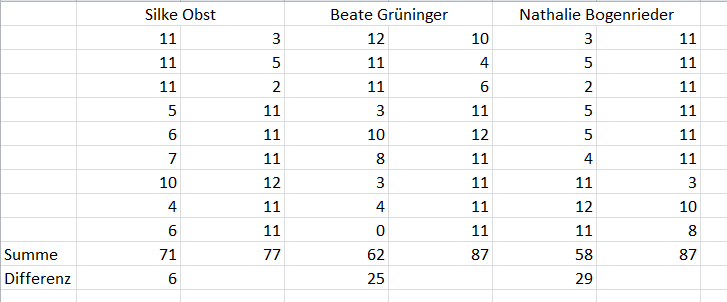 Silke Obst Beate Grüninger Nathalie Bogenrieder
11 3 12 10 3 11
11 5 11 4 5 11
11 2 11 6 2 11
5 11 3 11 5 11
6 11 10 12 5 11
7 11 8 11 4 11
10 12 3 11 11 3
4 11 4 11 12 10
6 11 0 11 11 8
Summe 71 77 62 87 58 87
Differenz 6 25 29